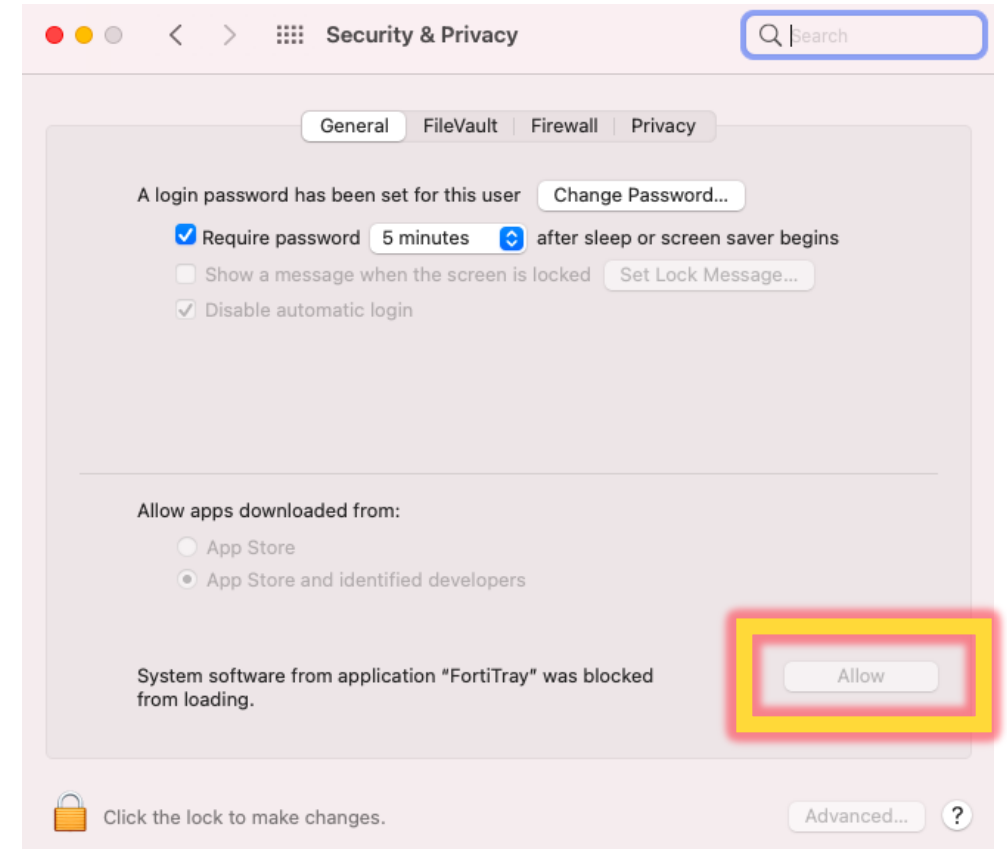 Security & Privacy
Search
General FileVault Firewall Privacy
A login password has been set for this user Change Password...
Require password 5 minutes after sleep or screen saver begins
Show a message when the screen is locked Set Lock Message...
Disable automatic login
Allow apps downloaded from:
App Store
App Store and identified developers
System software from application “FortiTray” was blocked
from loading.
Allow
Click the lock to make changes.
Advanced... ?